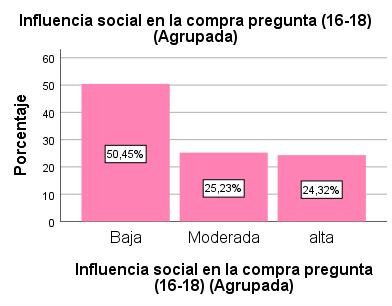 Influencia social en la compra pregunta (16-18)
(Agrupada)
Porcentaje
60
50
40
30
20
10
0
50,45%
25,23%
24,32%
Baja
Moderada
alta
Influencia social en la compra pregunta
(16-18) (Agrupada)